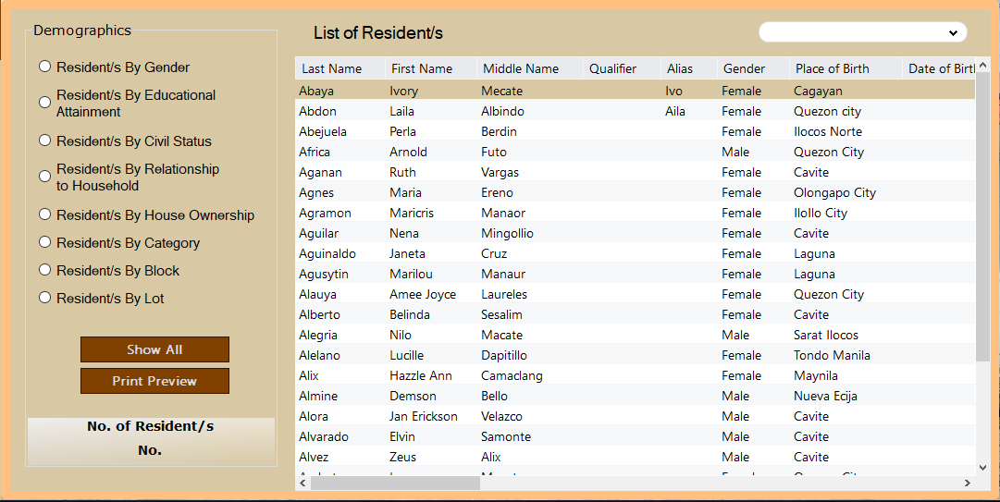 Demographics
Resident/s By Gender
Resident/s By Educational
Attainment
Resident/s By Civil Status
Resident/s By Relationship
to Household
Resident/s By House Ownership
Resident/s By Category
Resident/s By Block
Resident/s By Lot
Show All
Print Preview
No. of Resident/s
No.
List of Resident/s
Last Name First Name Middle Name Qualifier Alias Gender Place of Birth Date of Birth
Abaya Ivory Mecate Ivo Female Cagayan
Abdon Laila Albindo Aila Female Quezon city
Abejuela Perla Berdin Female Ilocos Norte
Africa Arnold Futo Male Quezon City
Aganan Ruth Vargas Female Cavite
Agnes Maria Ereno Female Olongapo City
Agramon Maricris Manaor Female Ilollo City
Aguilar Nena Mingollio Female Cavite
Aguinaldo Janeta Cruz Female Laguna
Agusytin Marilou Manaur Female Laguna
Alauya Amee Joyce Laureles Female Quezon City
Alberto Belinda Sesalim Female Cavite
Alegria Nilo Macate Male Sarat Ilocos
Alelano Lucille Dapitillo Female Tondo Manila
Alix Hazzle Ann Camaclang Female Maynila
Almine Demson Bello Male Nueva Ecija
Alora Jan Erickson Velazco Male Cavite
Alvarado Elvin Samonte Male Cavite
Alvez Zeus Alix Male Cavite